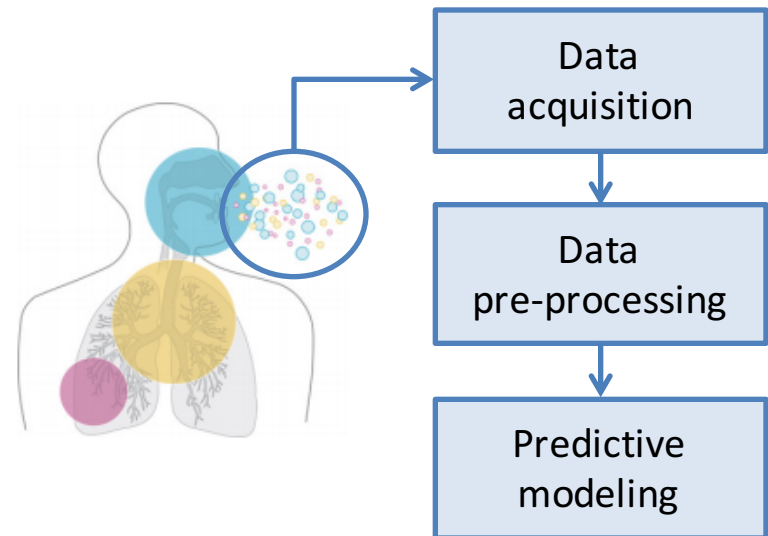 Data
acquisition
Data
pre-processing
Predictive
modeling